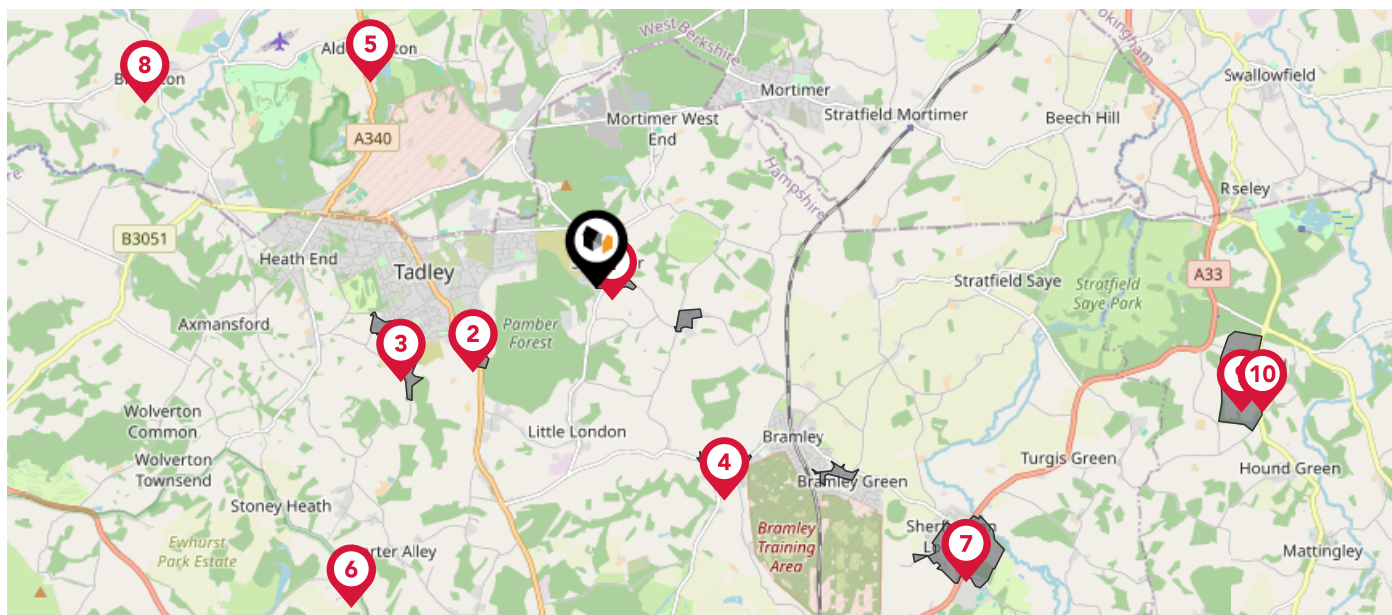 West Berkshire
Wokingham
8
5
Swallowfield
Mortimer
Stratfield Mortimer
Beech Hill
Mortimer West
End
A340
Hampshire
Riseley
B3051
Heath End
Tadley
Stratfield Saye
Stratfield
Saye Park
A33
Axmansford
Pamber
Forest
2
3
10
Wolverton
Common
Little London
Bramley
Wolverton
Townsend
4
Turgis Green
Hound Green
Bramley Green
Stoney Heath
Bramley
Training
Area
7
Ewhurst
Park Estate
Mattingley
6